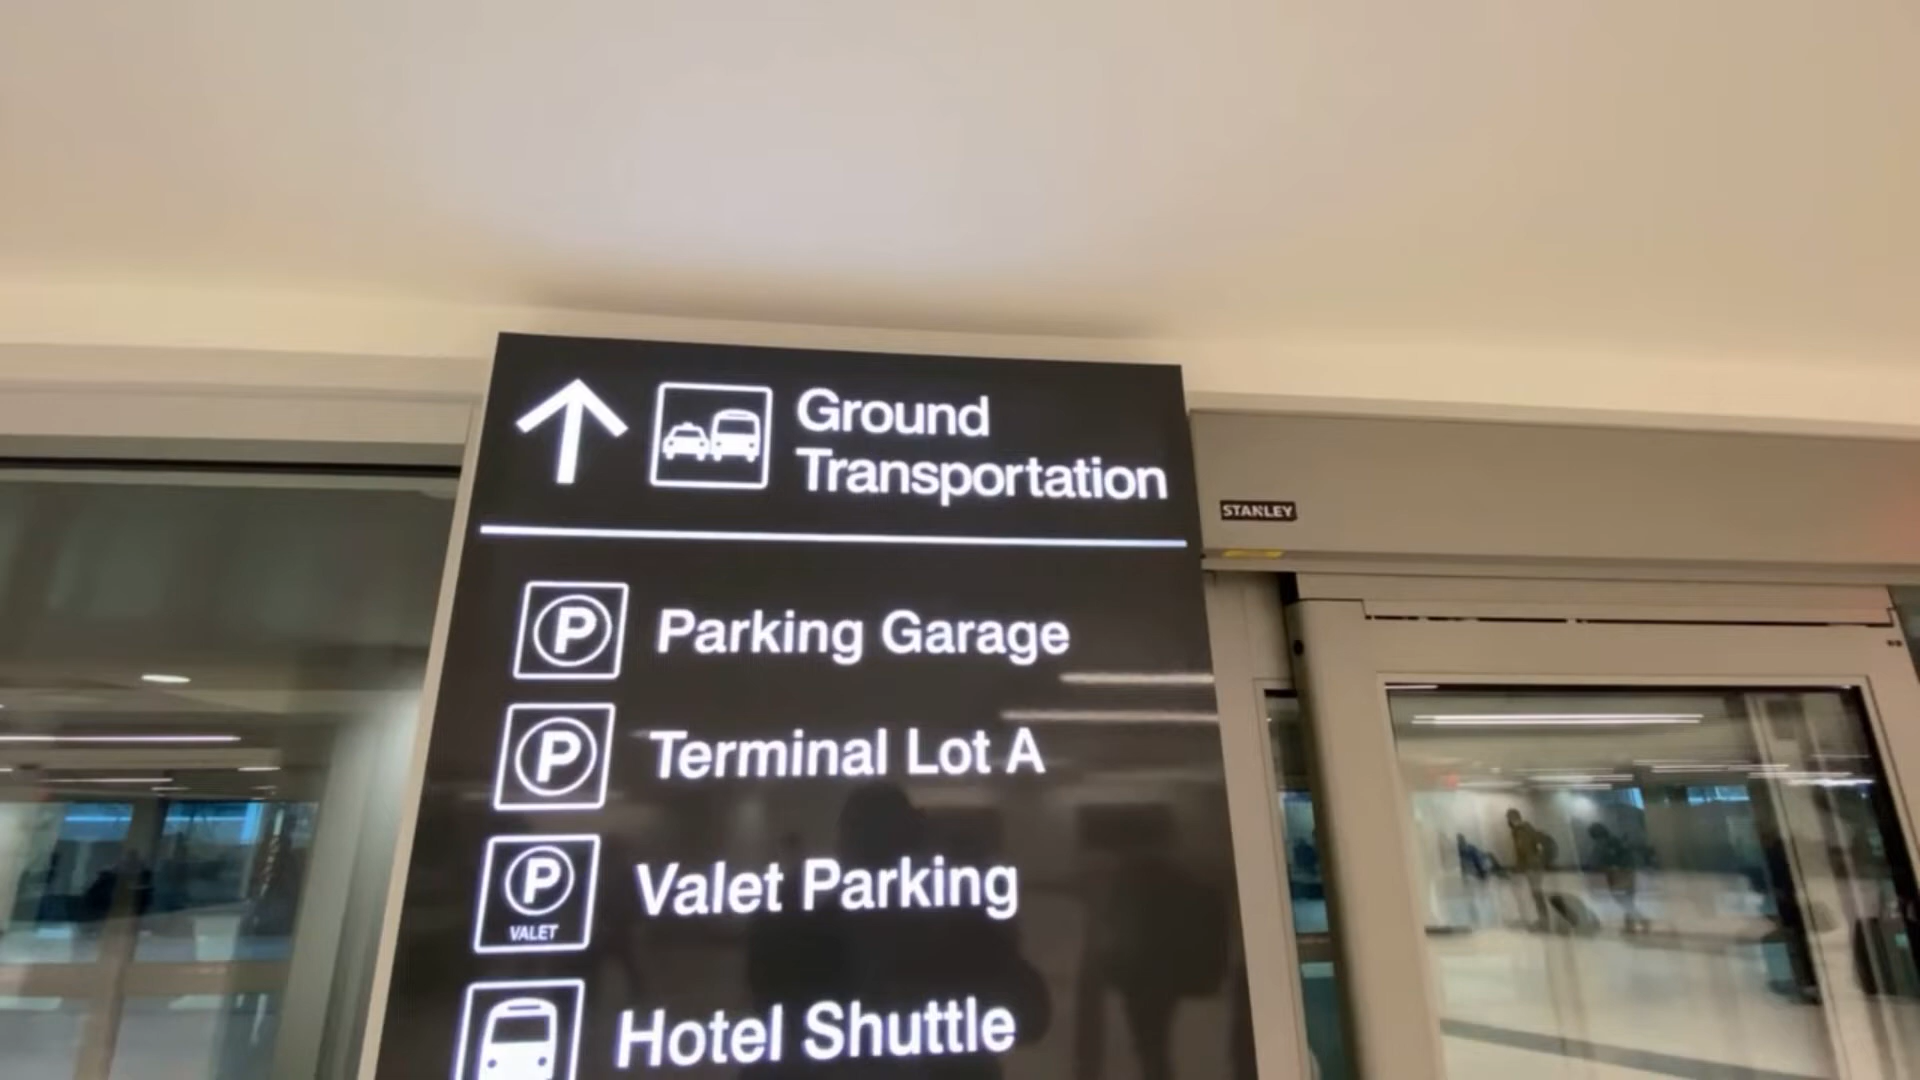 Ground
Transportation
STANLEY
P Parking Garage
P Terminal Lot A
P Valet Parking
VALET
Hotel Shuttle